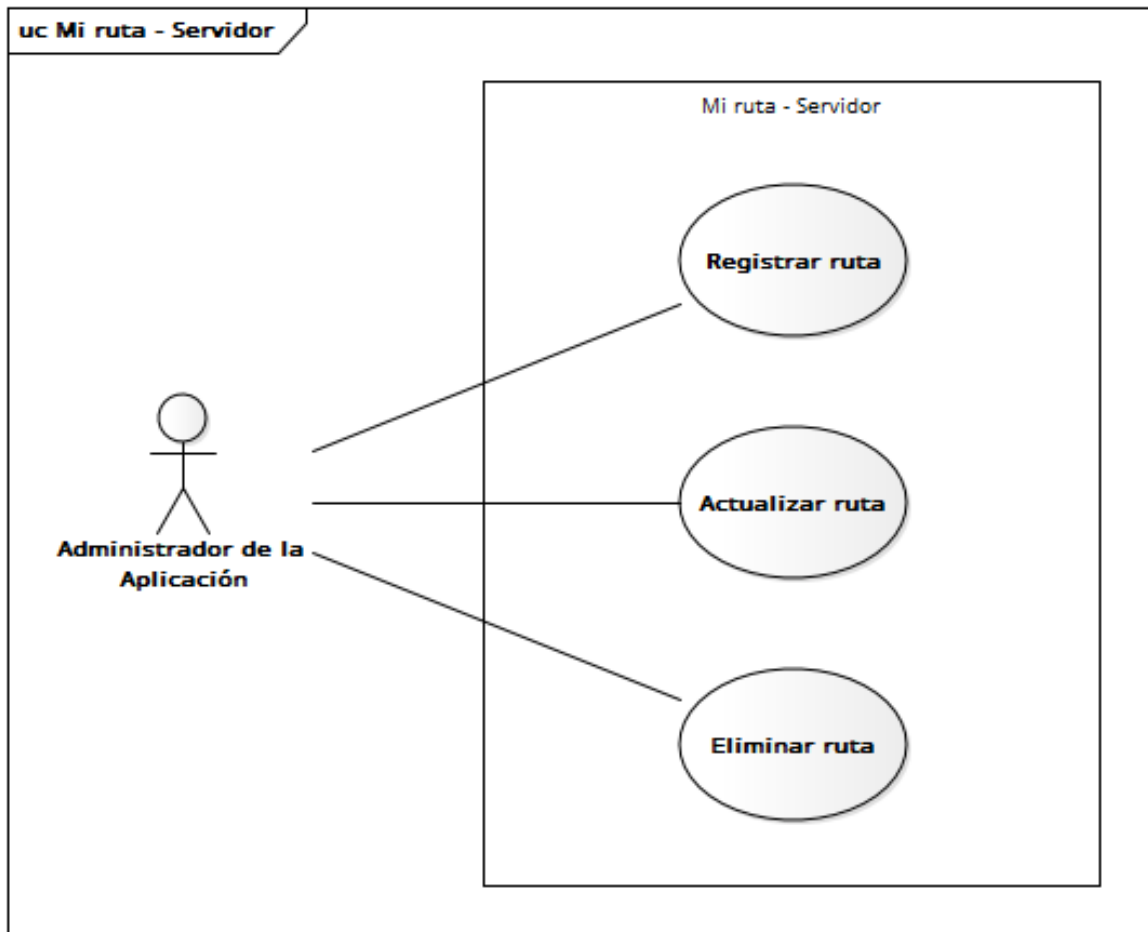 uc Mi ruta - Servidor
Mi ruta - Servidor
Registrar ruta
Actualizar ruta
Administrador de la
Aplicación
Eliminar ruta